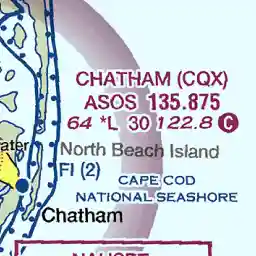 CHATHAM (CQX)
ASOS 135.875
64 *L 30 122.8 C
North Beach Island
Fl (2)
CAPE COD
NATIONAL SEASHORE
Chatham